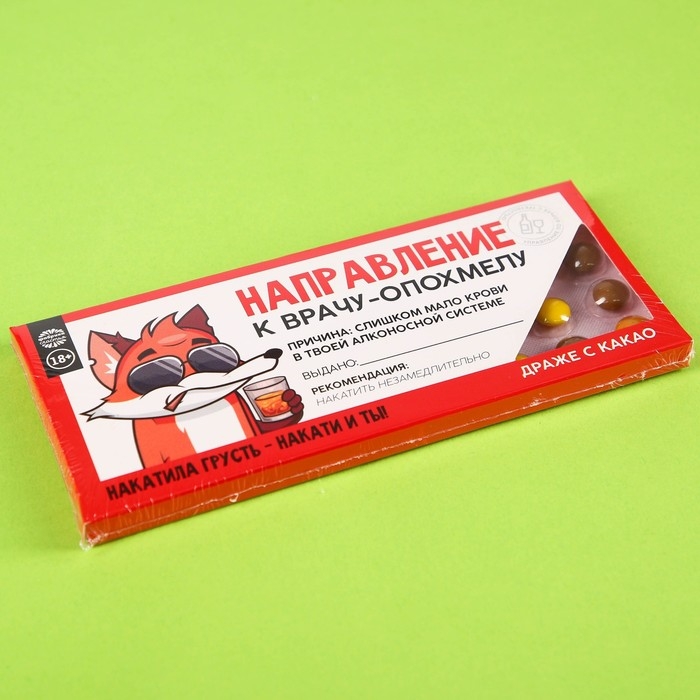 НАПРАВЛЕНИЕ
К ВРАЧУ-ОПОХМЕЛУ
ПРИЧИНА: СЛИШКОМ МАЛО КРОВИ
В ТВОЕЙ АЛКОНОСНОЙ СИСТЕМЕ
ВЫДАНО:
РЕКОМЕНДАЦИЯ:
НАКАТИТЬ НЕЗАМЕДЛИТЕЛЬНО
18+
НАКАТИЛА ГРУСТЬ – НАКАТИ И ТЫ!
ДРАЖЕ С КАКАО